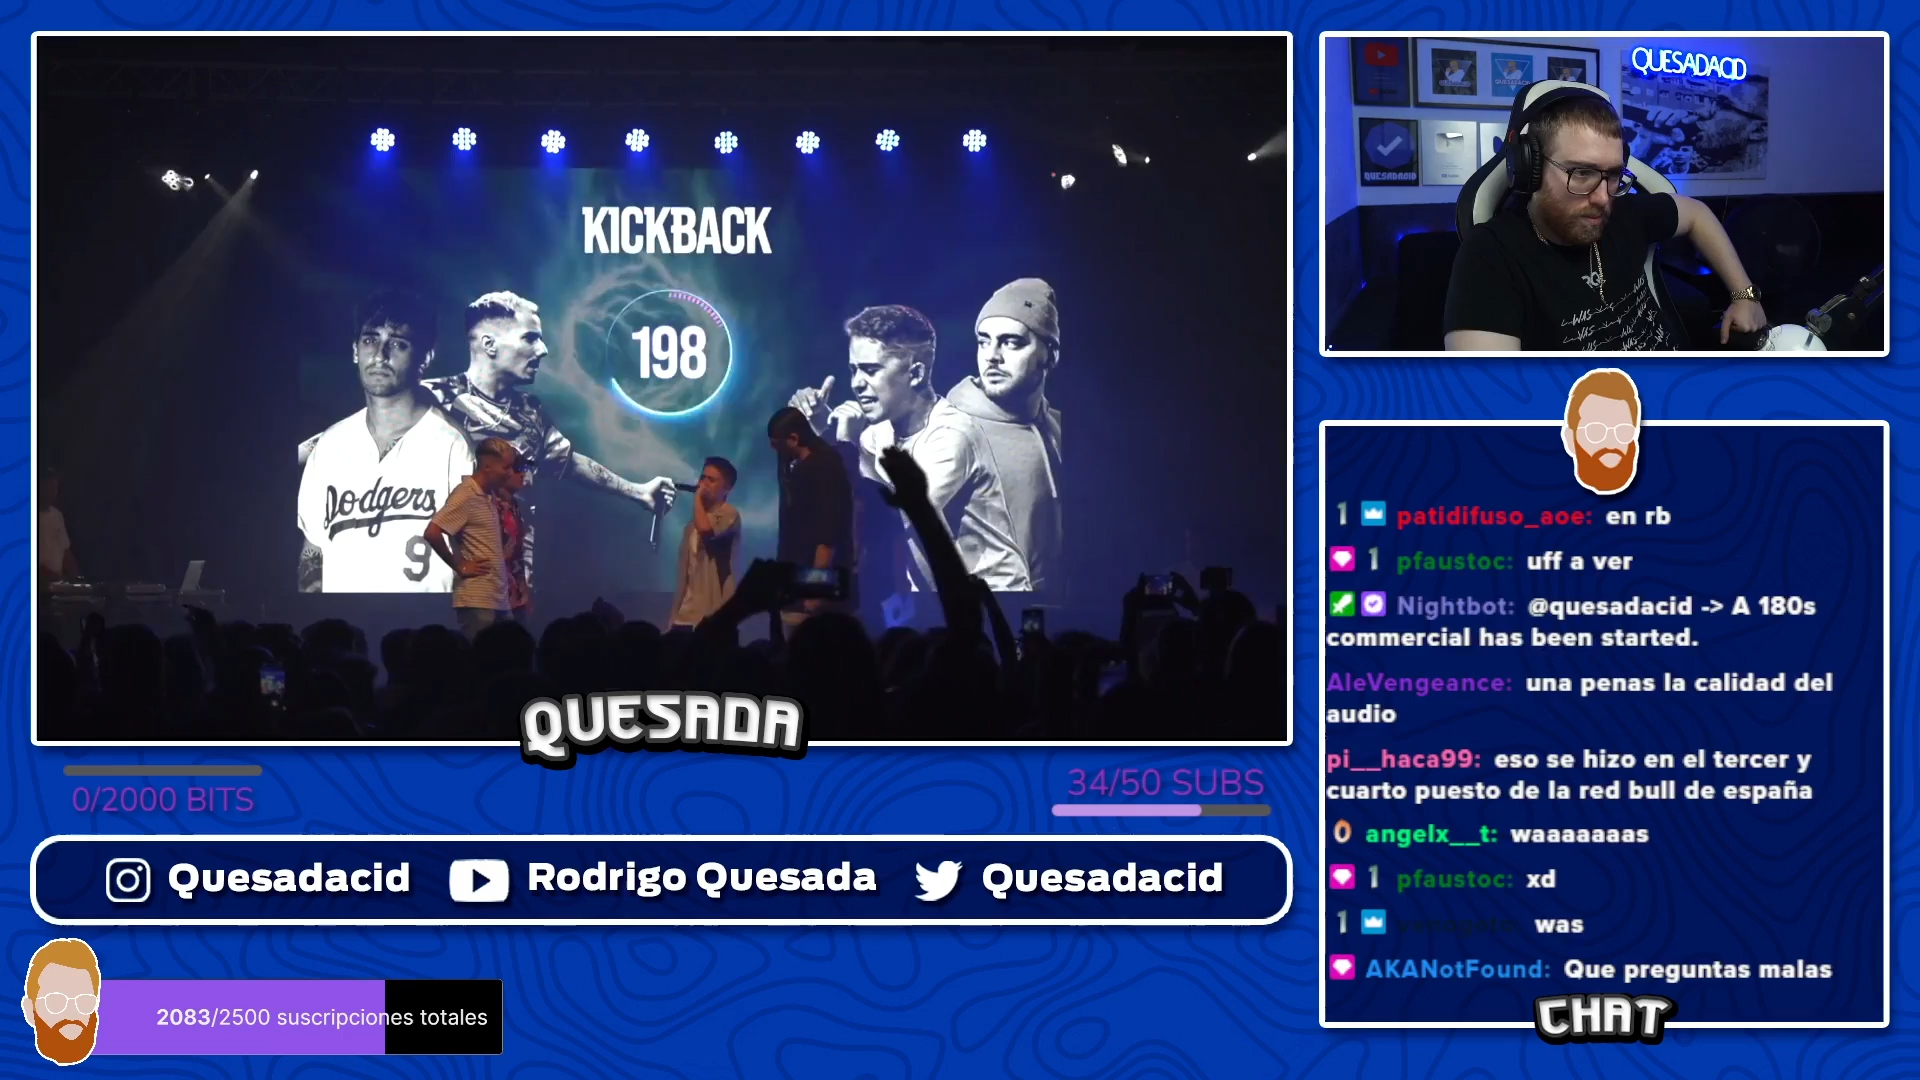 KICKBACK
198
Dodgers
9
QUESADA
0/2000 BITS
34/50 SUBS
Quesadacid
Rodrigo Quesada
Quesadacid
2083/2500 suscripciones totales
QUESADACID
QUESADACID
1 patidifuso_aoe: en rb
1 pfaustoc: uff a ver
Nightbot: @quesadacid -> A 180s
commercial has been started.
AleVengeance: una penas la calidad del
audio
pi__haca99: eso se hizo en el tercer y
cuarto puesto de la red bull de españa
0 angelx__t: waaaaaaas
1 pfaustoc: xd
1 was
AKANotFound: Que preguntas malas
CHAT